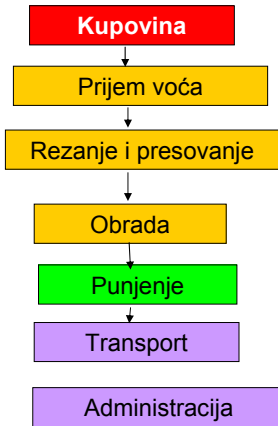 Kupovina
Prijem voća
Rezanje i presovanje
Obrada
Punjenje
Transport
Administracija